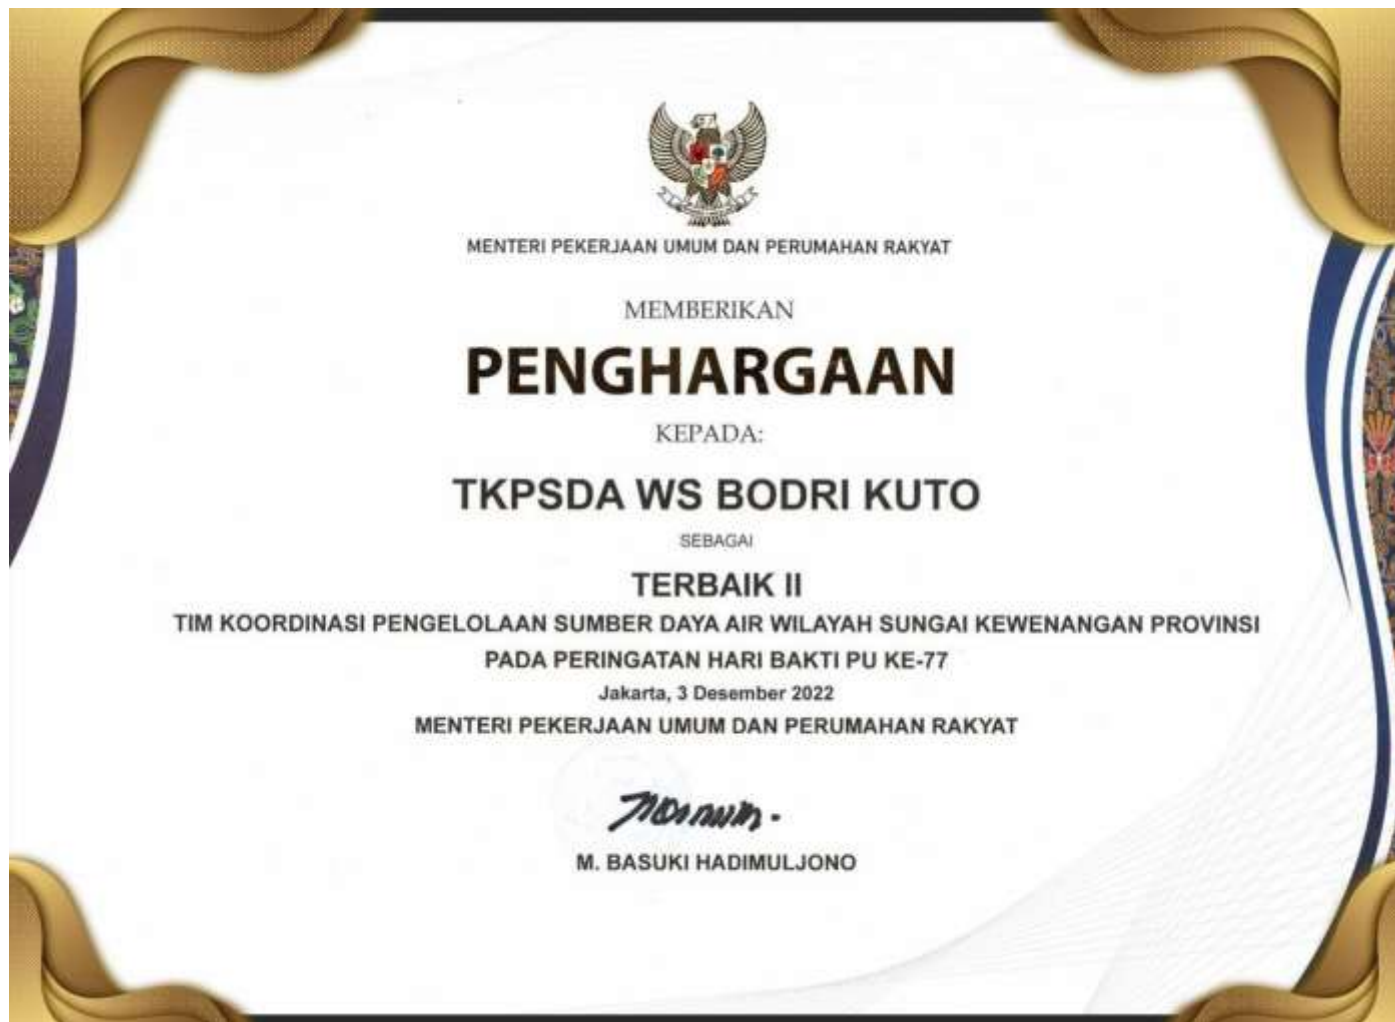 MENTERI PEKERJAAN UMUM DAN PERUMAHAN RAKYAT
MEMBERIKAN
PENGHARGAAN
KEPADA:
TKPSDA WS BODRI KUTO
SEBAGAI
TERBAIK II
TIM KOORDINASI PENGELOLAAN SUMBER DAYA AIR WILAYAH SUNGAI KEWENANGAN PROVINSI
PADA PERINGATAN HARI BAKTI PU KE-77
Jakarta, 3 Desember 2022
MENTERI PEKERJAAN UMUM DAN PERUMAHAN RAKYAT
M. BASUKI HADIMULJONO